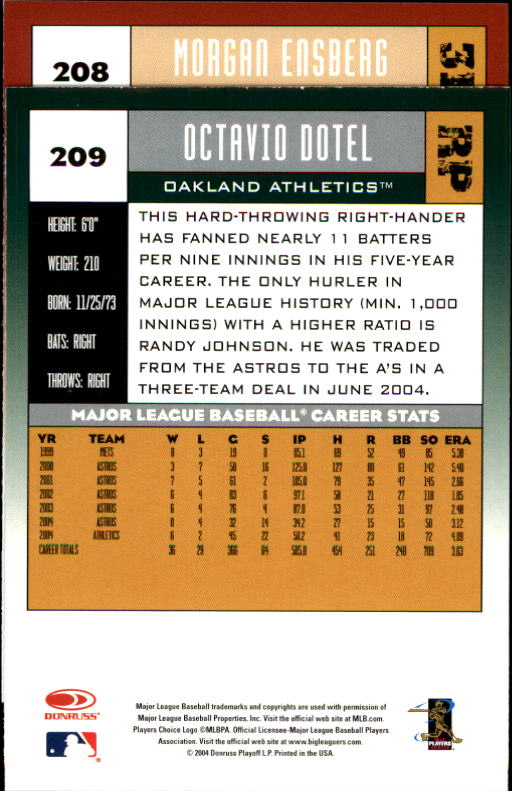 208
MORGAN ENSBERG
3B
209
OCTAVIO DOTEL
RP
OAKLAND ATHLETICS™
HEIGHT: 6'0"
WEIGHT: 210
BORN: 11/25/73
BATS: RIGHT
THROWS: RIGHT
THIS HARD-THROWING RIGHT-HANDER
HAS FANNED NEARLY 11 BATTERS
PER NINE INNINGS IN HIS FIVE-YEAR
CAREER. THE ONLY HURLER IN
MAJOR LEAGUE HISTORY (MIN. 1,000
INNINGS) WITH A HIGHER RATIO IS
RANDY JOHNSON. HE WAS TRADED
FROM THE ASTROS TO THE A'S IN A
THREE-TEAM DEAL IN JUNE 2004.
MAJOR LEAGUE BASEBALL® CAREER STATS
YR TEAM W L G S IP H R BB SO ERA
1999 METS 8 3 19 0 85.1 69 52 49 85 5.38
2000 ASTROS 3 7 50 16 125.0 127 80 61 142 5.40
2001 ASTROS 7 5 61 2 105.0 79 35 47 145 2.66
2002 ASTROS 6 4 83 6 97.1 58 21 27 118 1.85
2003 ASTROS 6 4 76 4 87.0 53 25 31 97 2.48
2004 ASTROS 0 4 32 14 34.2 27 15 15 50 3.12
2004 ATHLETICS 6 2 45 22 50.2 41 23 18 72 4.09
CAREER TOTALS 36 29 366 64 585.0 454 251 248 709 3.63
DONRUSS®
Major League Baseball trademarks and copyrights are used with permission of
Major League Baseball Properties, Inc. Visit the official web site at MLB.com.
Players Choice Logo ©MLBPA. Official Licensee-Major League Baseball Players
Association. Visit the official web site at www.bigleaguers.com.
© 2004 Donruss Playoff L.P. Printed in the USA.
PLAYERS